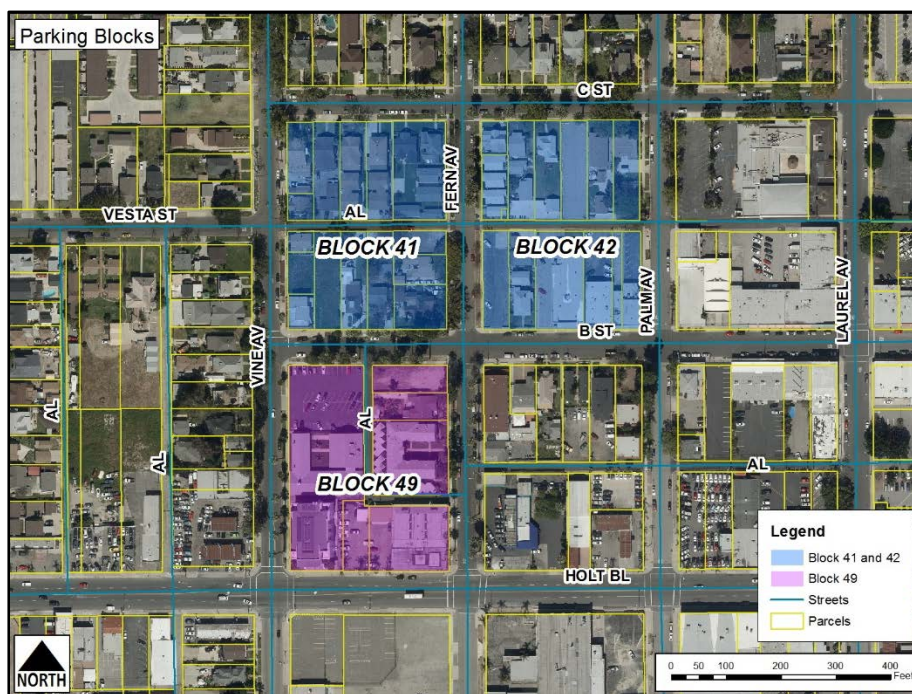 Parking Blocks
C ST
FERN AV
VESTA ST
AL
BLOCK 41
BLOCK 42
PALM AV
LAUREL AV
B ST
VINE AV
AL
AL
AL
BLOCK 49
AL
HOLT BL
Legend
Block 41 and 42
Block 49
Streets
Parcels
NORTH
0 50 100 200 300 400
Feet